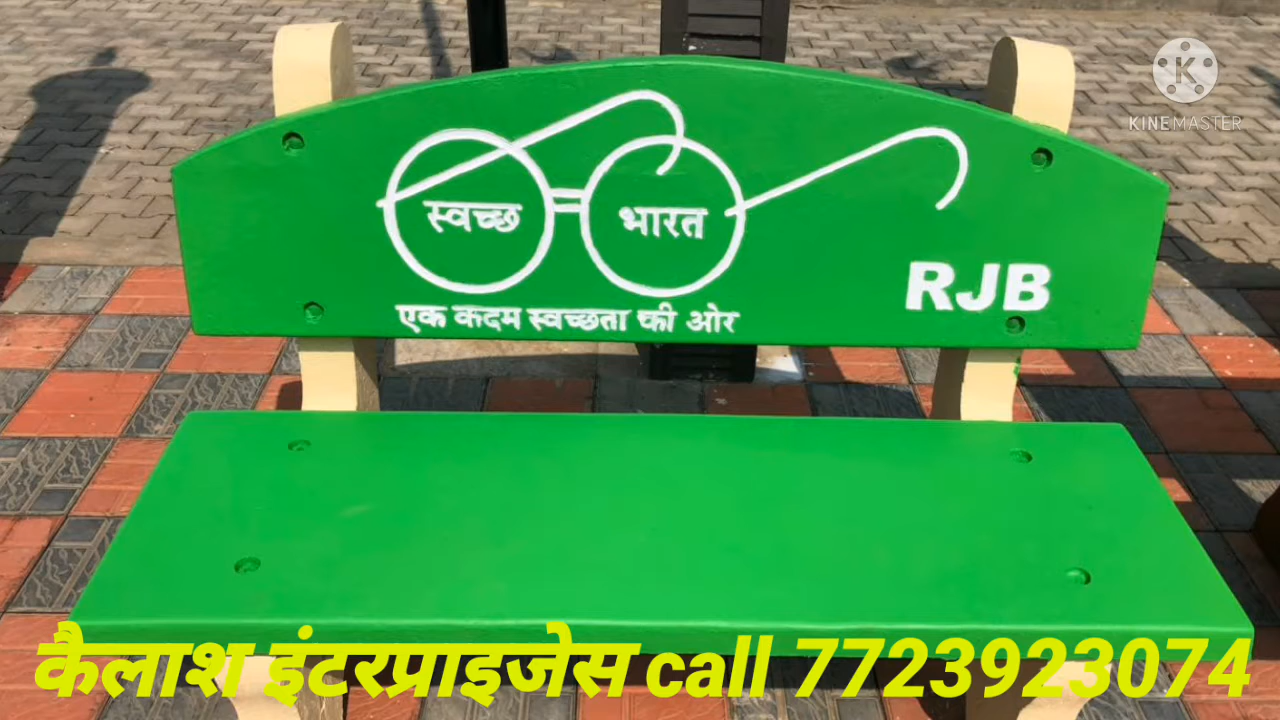 KINEMASTER
स्वच्छ भारत
RJB
एक कदम स्वच्छता की ओर
कैलाश इंटरप्राइजेस call 7723923074